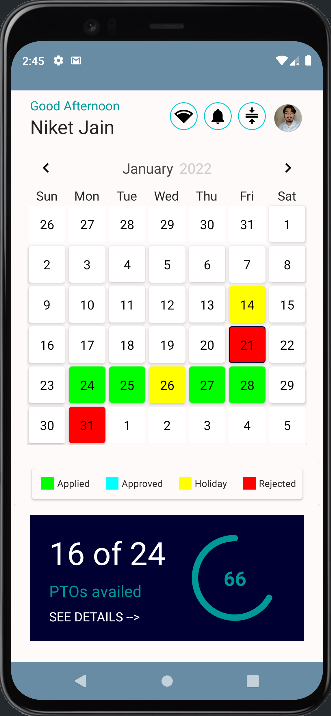 2:45
Good Afternoon
Niket Jain
January 2022
Sun Mon Tue Wed Thu Fri Sat
26 27 28 29 30 31 1
2 3 4 5 6 7 8
9 10 11 12 13 14 15
16 17 18 19 20 21 22
23 24 25 26 27 28 29
30 31 1 2 3 4 5
Applied Approved Holiday Rejected
16 of 24
66
PTOs availed
SEE DETAILS -->